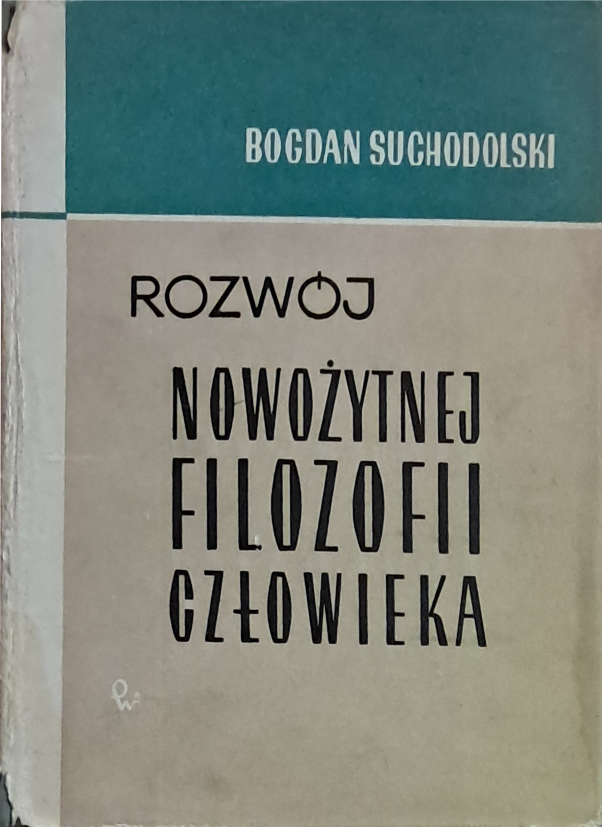 BOGDAN SUCHODOLSKI
ROZWÓJ
NOWOŻYTNEJ
FILOZOFII
CZŁOWIEKA